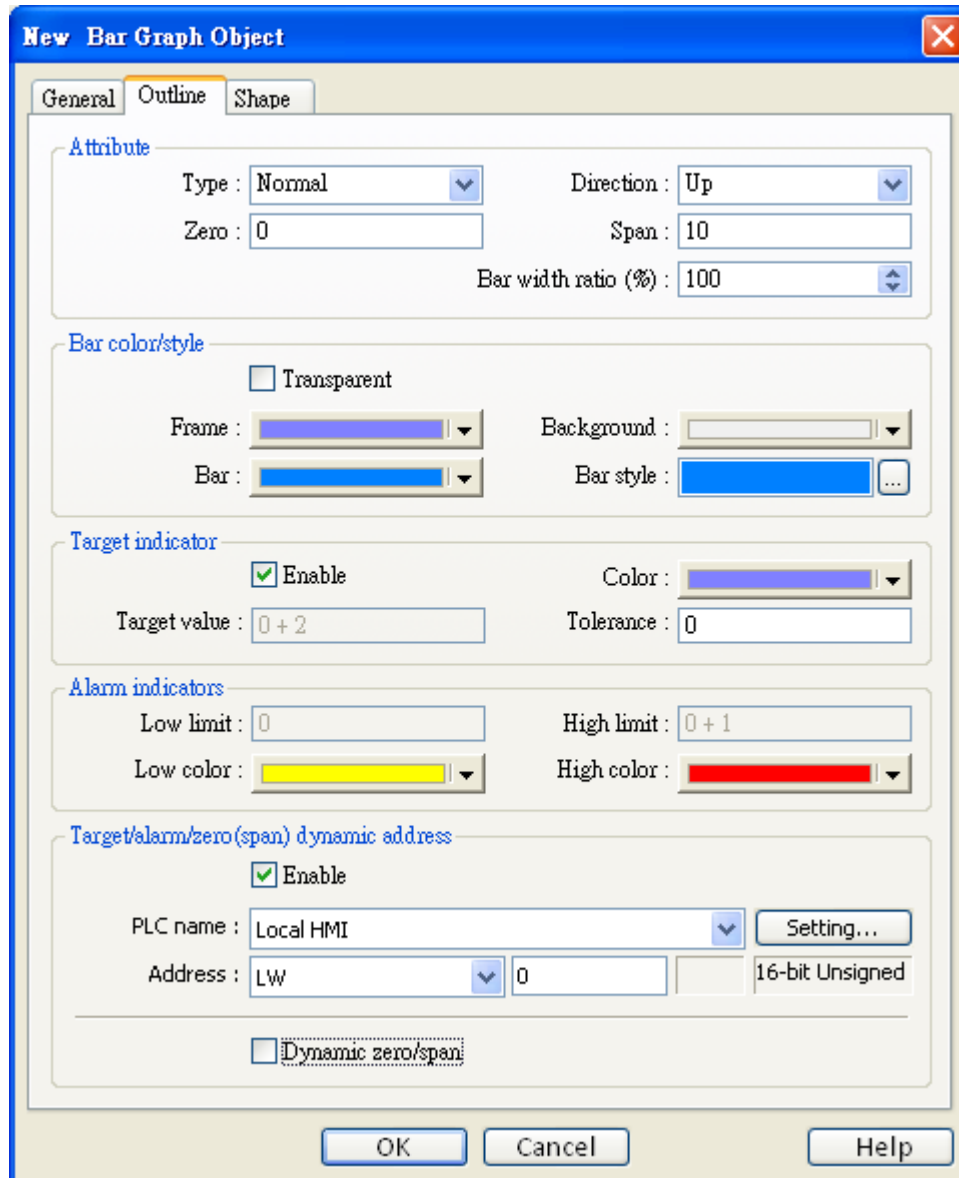 New Bar Graph Object
General Outline Shape
Attribute
Type : Normal Direction : Up
Zero : 0 Span : 10
Bar width ratio (%) : 100
Bar color/style
Transparent
Frame : Background :
Bar : Bar style : ...
Target indicator
Enable Color :
Target value : 0 + 2 Tolerance : 0
Alarm indicators
Low limit : 0 High limit : 0 + 1
Low color : High color :
Target/alarm/zero(span) dynamic address
Enable
PLC name : Local HMI Setting...
Address : LW 0 16-bit Unsigned
Dynamic zero/span
OK Cancel Help